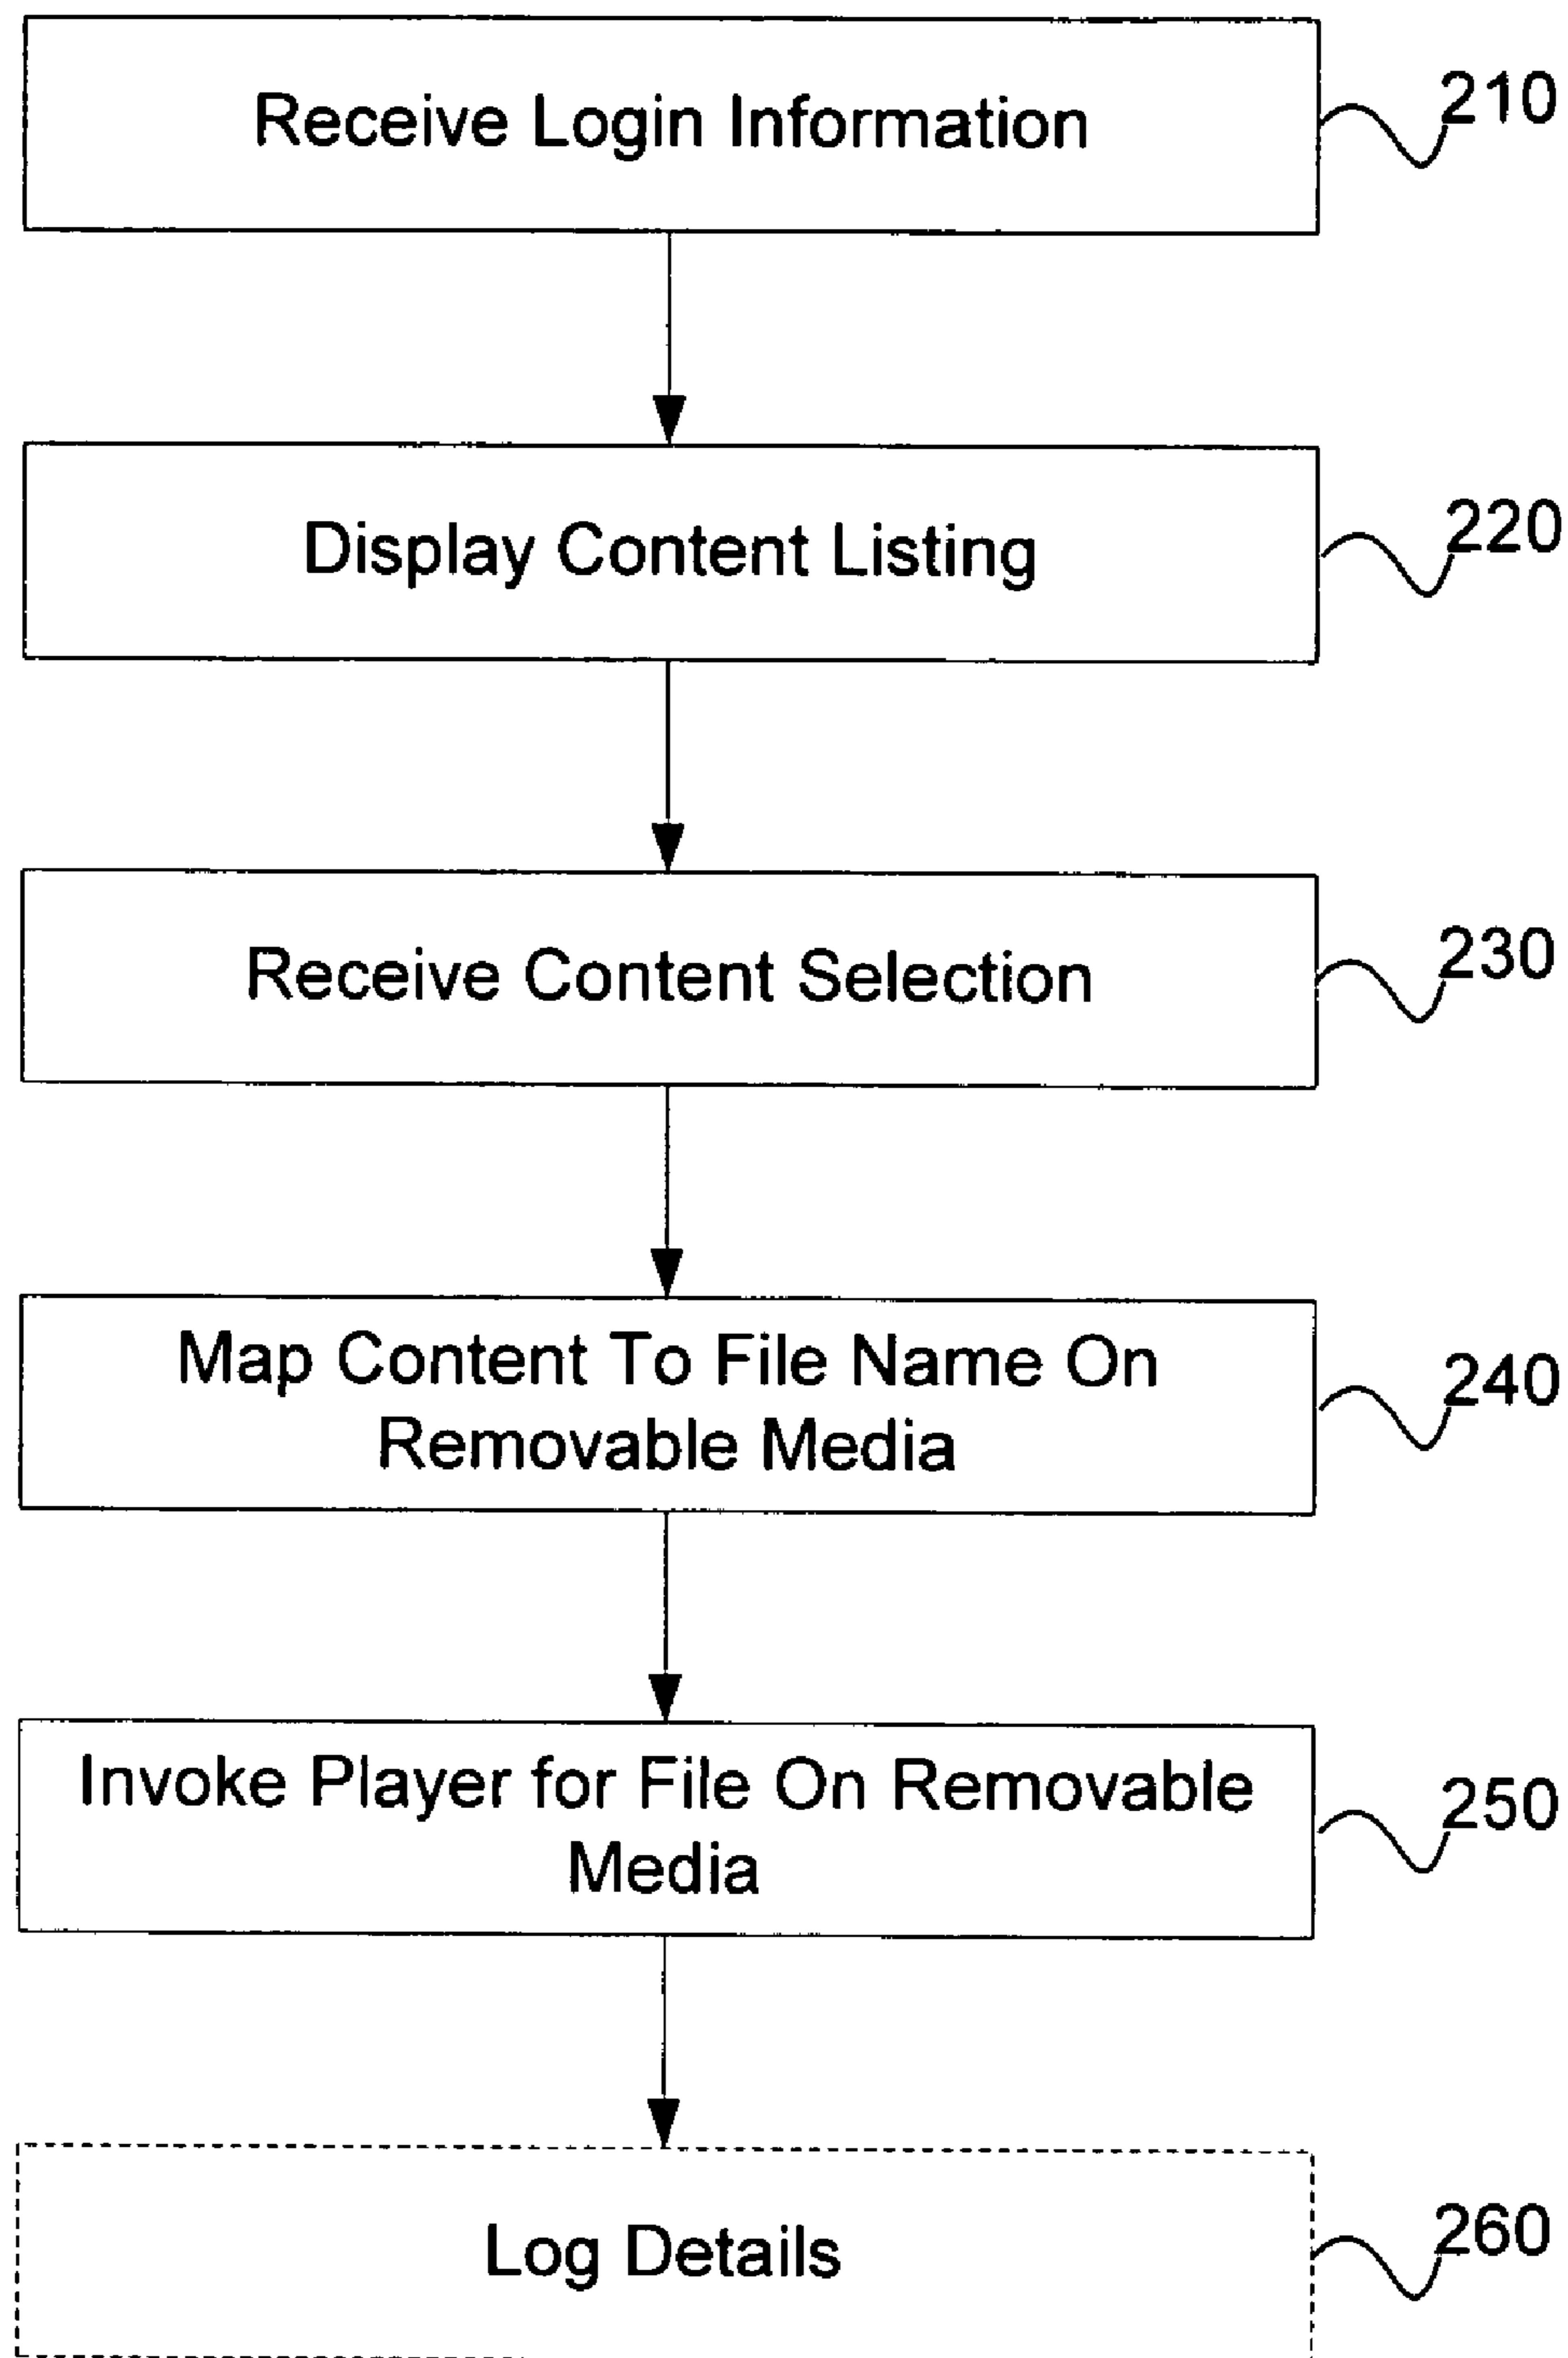 Receive Login Information
210
Display Content Listing
220
Receive Content Selection
230
Map Content To File Name On
Removable Media
240
Invoke Player for File On Removable
Media
250
Log Details
260